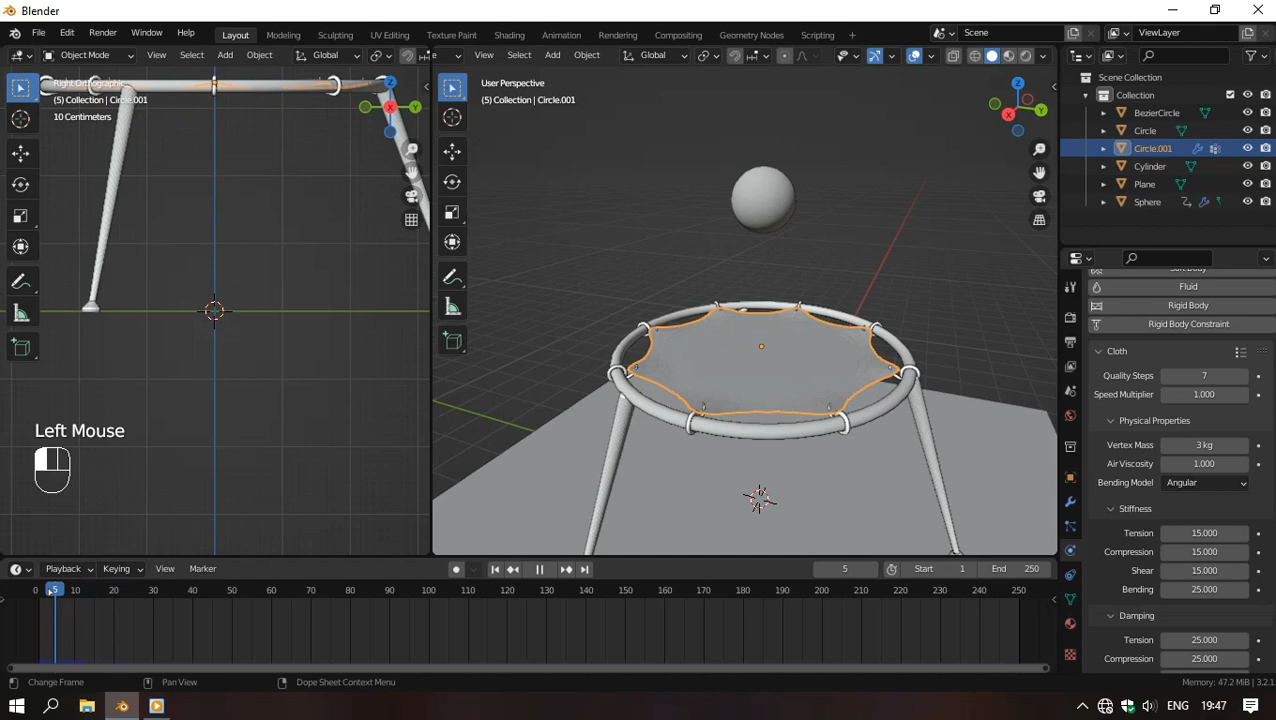 Blender
File Edit Render Window Help Layout Modeling Sculpting UV Editing Texture Paint Shading Animation Rendering Compositing Geometry Nodes Scripting Scene ViewLayer
Object Mode View Select Add Object Global View Select Add Object Global
Right Orthographic
(5) Collection | Circle.001
10 Centimeters
User Perspective
(5) Collection | Circle.001
Scene Collection
Collection
BezierCircle
Circle
Circle.001
Cylinder
Plane
Sphere
Fluid
Rigid Body
Rigid Body Constraint
Cloth
Quality Steps 7
Speed Multiplier 1.000
Physical Properties
Vertex Mass 3 kg
Air Viscosity 1.000
Bending Model Angular
Stiffness
Tension 15.000
Compression 15.000
Shear 15.000
Bending 25.000
Damping
Tension 25.000
Compression 25.000
Left Mouse
Playback Keying View Marker 5 Start 1 End 250
0 5 10 20 30 40 50 60 70 80 90 100 110 120 130 140 150 160 170 180 190 200 210 220 230 240 250
Change Frame Pan View Dope Sheet Context Menu Memory: 47.2 MiB | 3.2.1
19:47
X Y Z X Y Z